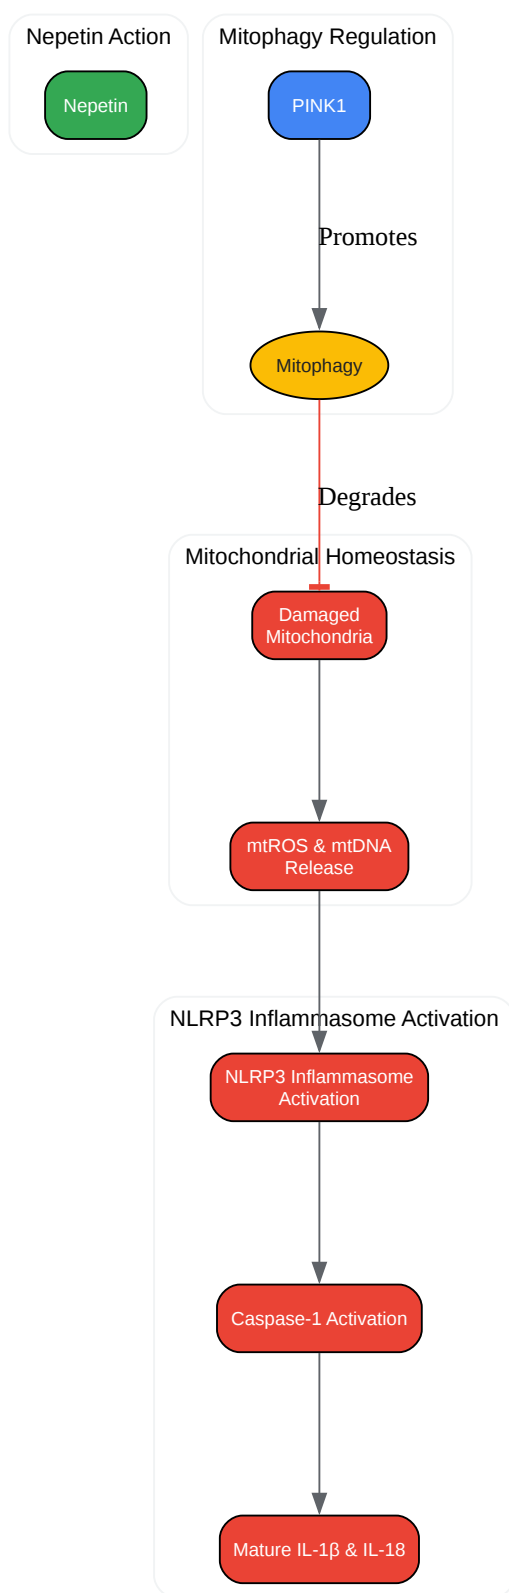 Nepetin Action
Nepetin
Mitophagy Regulation
PINK1
Promotes
Mitophagy
Degrades
Mitochondrial Homeostasis
Damaged
Mitochondria
mtROS & mtDNA
Release
NLRP3 Inflammasome Activation
NLRP3 Inflammasome
Activation
Caspase-1 Activation
Mature IL-1β & IL-18